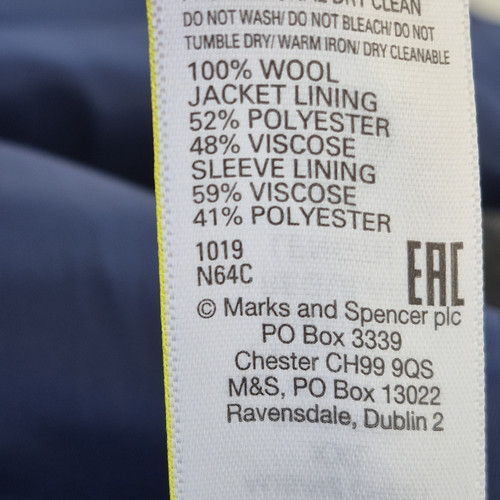 DRY CLEAN
DO NOT WASH/ DO NOT BLEACH/ DO NOT
TUMBLE DRY/ WARM IRON/ DRY CLEANABLE
100% WOOL
JACKET LINING
52% POLYESTER
48% VISCOSE
SLEEVE LINING
59% VISCOSE
41% POLYESTER
1019
N64C
EAC
© Marks and Spencer plc
PO Box 3339
Chester CH99 9QS
M&S, PO Box 13022
Ravensdale, Dublin 2